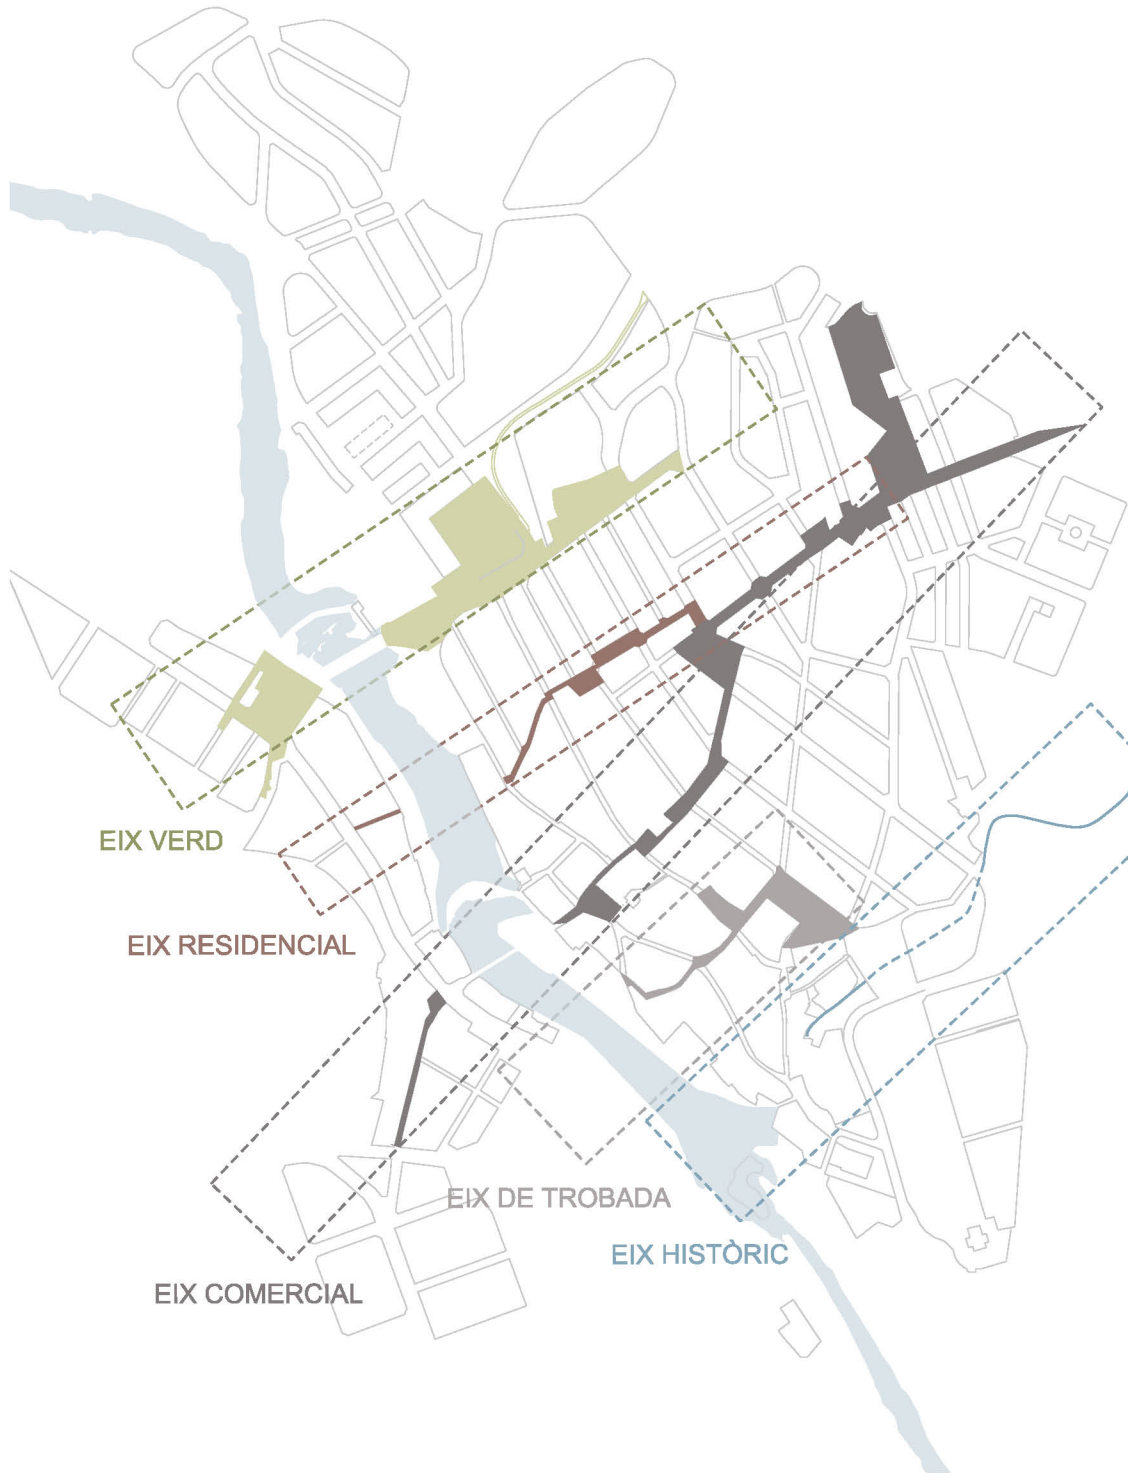 EIX VERD
EIX RESIDENCIAL
EIX DE TROBADA
EIX HISTÒRIC
EIX COMERCIAL